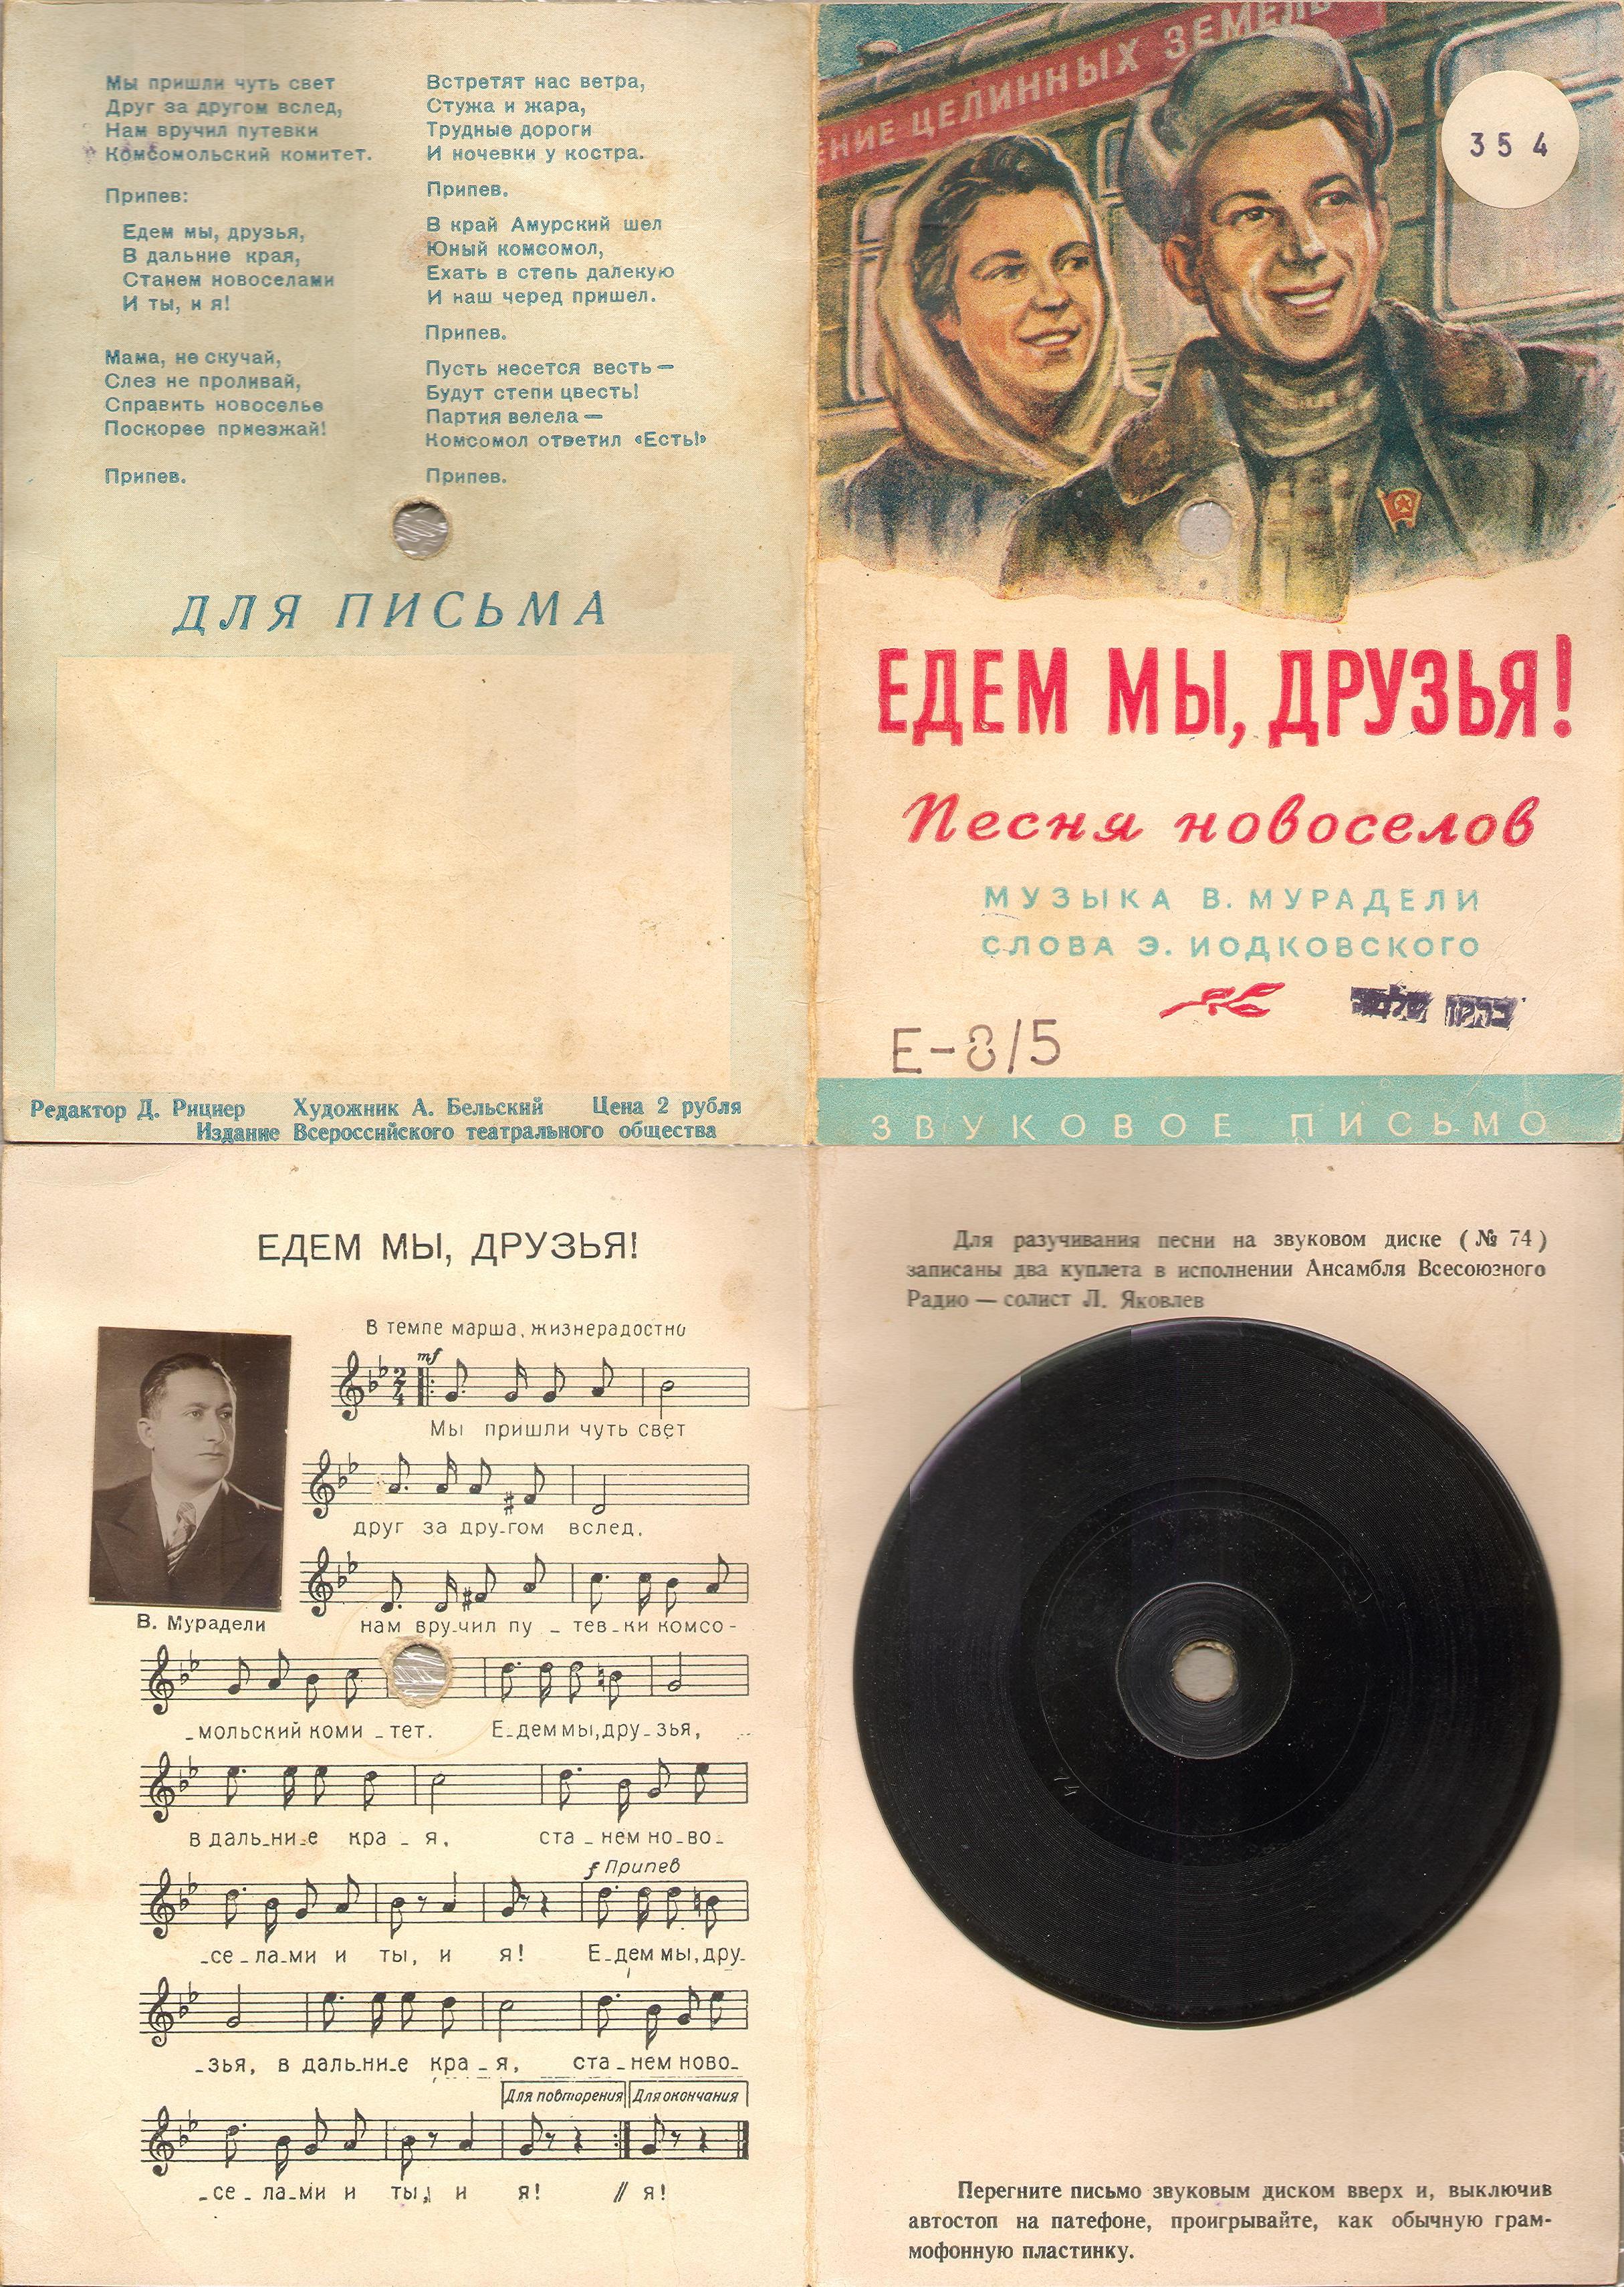 Мы пришли чуть свет
Друг за другом вслед,
Нам вручил путевки
Комсомольский комитет.
Припев:
Едем мы, друзья,
В дальние края,
Станем новоселами
И ты, и я!
Мама, не скучай,
Слез не проливай,
Справить новоселье
Поскорее приезжай!
Припев.
Встретят нас ветра,
Стужа и жара,
Трудные дороги
И ночевки у костра.
Припев.
В край Амурский шел
Юный комсомол,
Ехать в степь далекую
И наш черед пришел.
Припев.
Пусть несется весть —
Будут степи цвесть!
Партия велела —
Комсомол ответил «Есть!»
Припев.
ДЛЯ ПИСЬМА
Редактор Д. Рициер Художник А. Бельский Цена 2 рубля
Издание Всероссийского театрального общества
ЕНИЕ ЦЕЛИННЫХ ЗЕМЕЛЬ
354
ЕДЕМ МЫ, ДРУЗЬЯ!
Песня новоселов
МУЗЫКА В. МУРАДЕЛИ
СЛОВА Э. ИОДКОВСКОГО
E-8/5
ЗВУКОВОЕ ПИСЬМО
ЕДЕМ МЫ, ДРУЗЬЯ!
В темпе марша, жизнерадостно
mf
2
4
Мы пришли чуть свет
друг за дру-гом вслед,
нам вру-чил пу - тев-ки комсо-
В. Мурадели
-мольский коми - тет. Е-дем мы, дру-зья,
в даль-ни-е кра - я, ста - нем но-во-
f Припев
-се - ла-ми и ты, и я! Е-дем мы, дру-
-зья, в даль-ни-е кра - я, ста - нем ново-
Для повторения Для окончания
-се - ла-ми и ты, и я! // я!
Для разучивания песни на звуковом диске (№ 74)
записаны два куплета в исполнении Ансамбля Всесоюзного
Радио — солист Л. Яковлев
74
Перегните письмо звуковым диском вверх и, выключив
автостоп на патефоне, проигрывайте, как обычную грам-
мофонную пластинку.